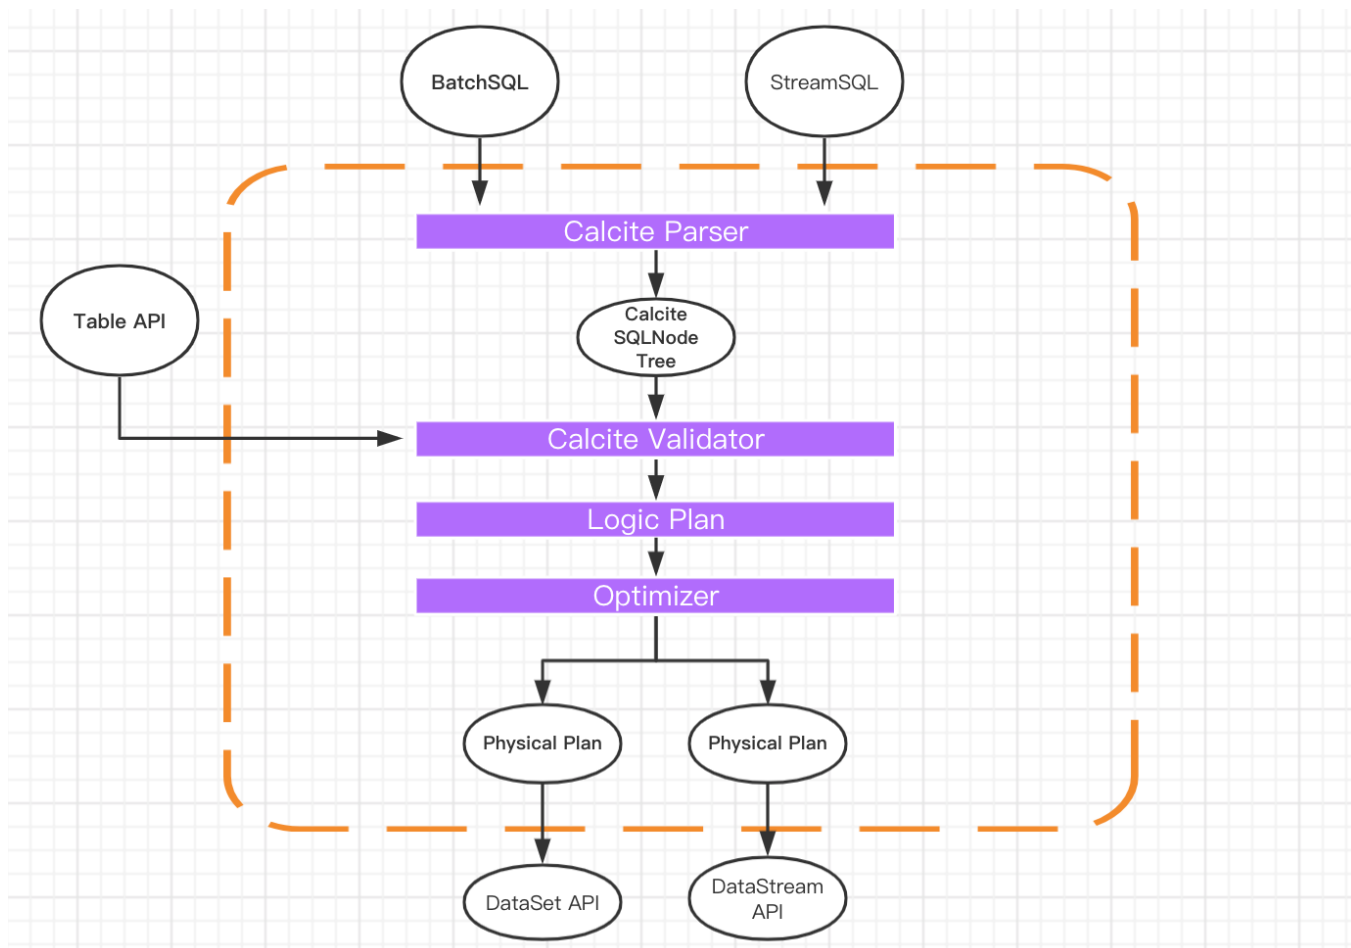 BatchSQL
StreamSQL
Calcite Parser
Table API
Calcite
SQLNode
Tree
Calcite Validator
Logic Plan
Optimizer
Physical Plan
Physical Plan
DataSet API
DataStream
API